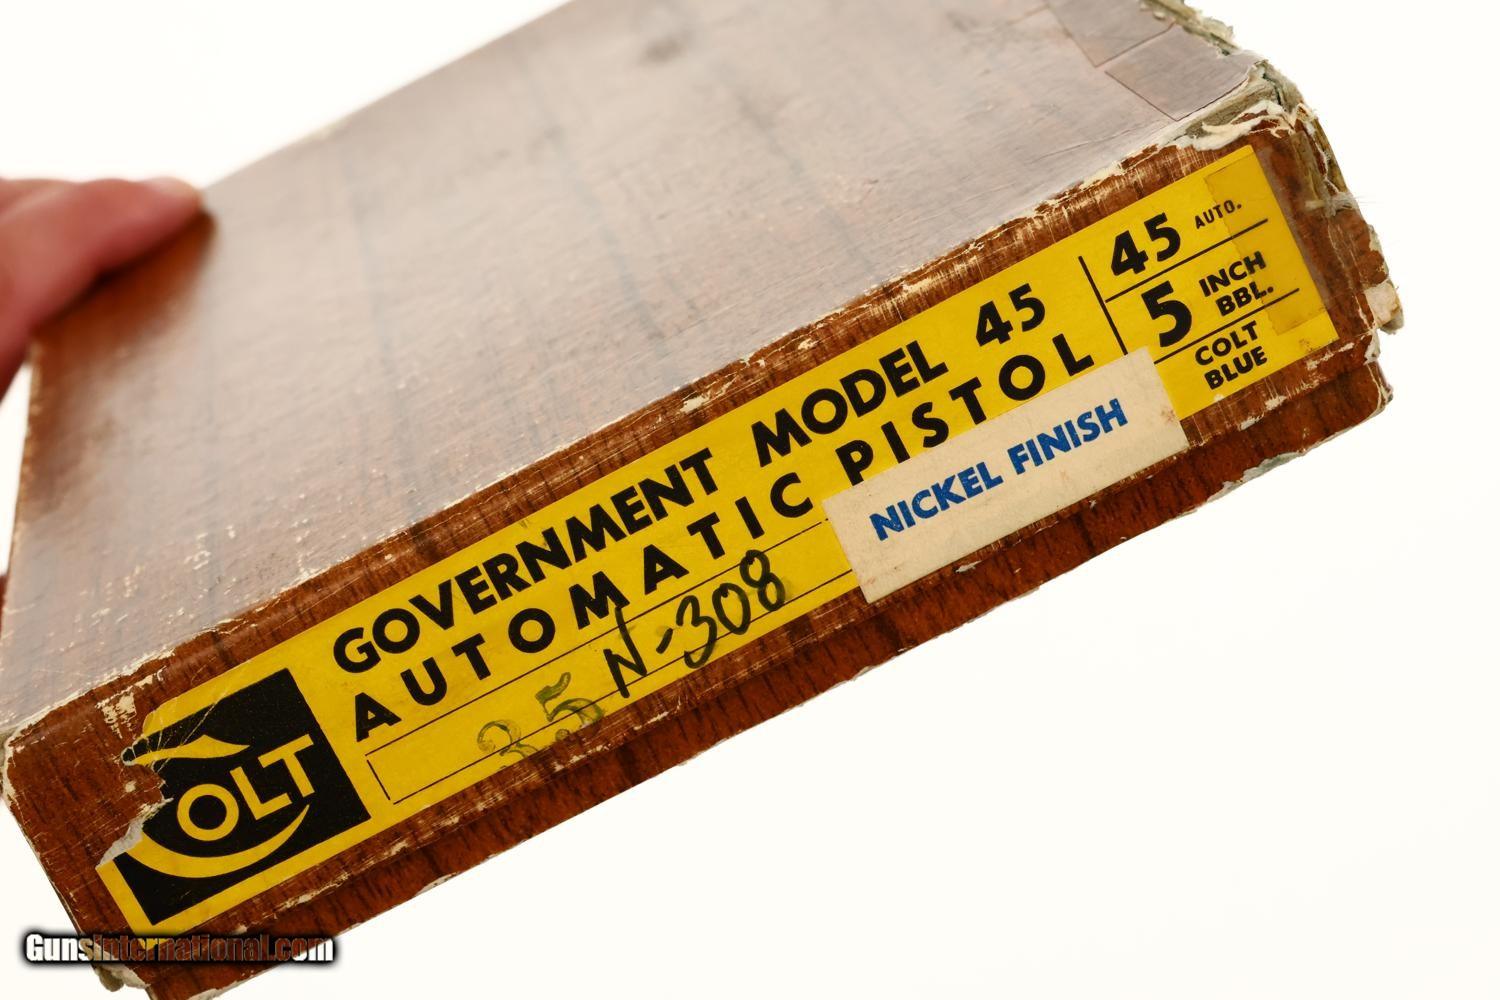 GOVERNMENT MODEL 45
AUTOMATIC PISTOL
45 AUTO.
5 INCH
BBL.
COLT
BLUE
NICKEL FINISH
N-308
35
COLT
GunsInternational.com